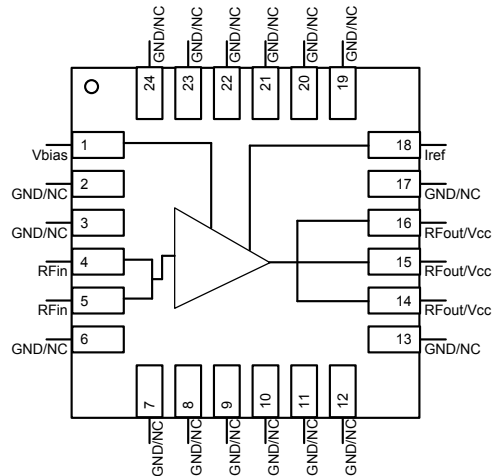 GND/NC
GND/NC
GND/NC
GND/NC
GND/NC
GND/NC
24
23
22
21
20
19
1
Vbias
18
Iref
2
GND/NC
17
GND/NC
3
GND/NC
16
RFout/Vcc
4
RFin
15
RFout/Vcc
5
RFin
14
RFout/Vcc
6
GND/NC
13
GND/NC
7
8
9
10
11
12
GND/NC
GND/NC
GND/NC
GND/NC
GND/NC
GND/NC